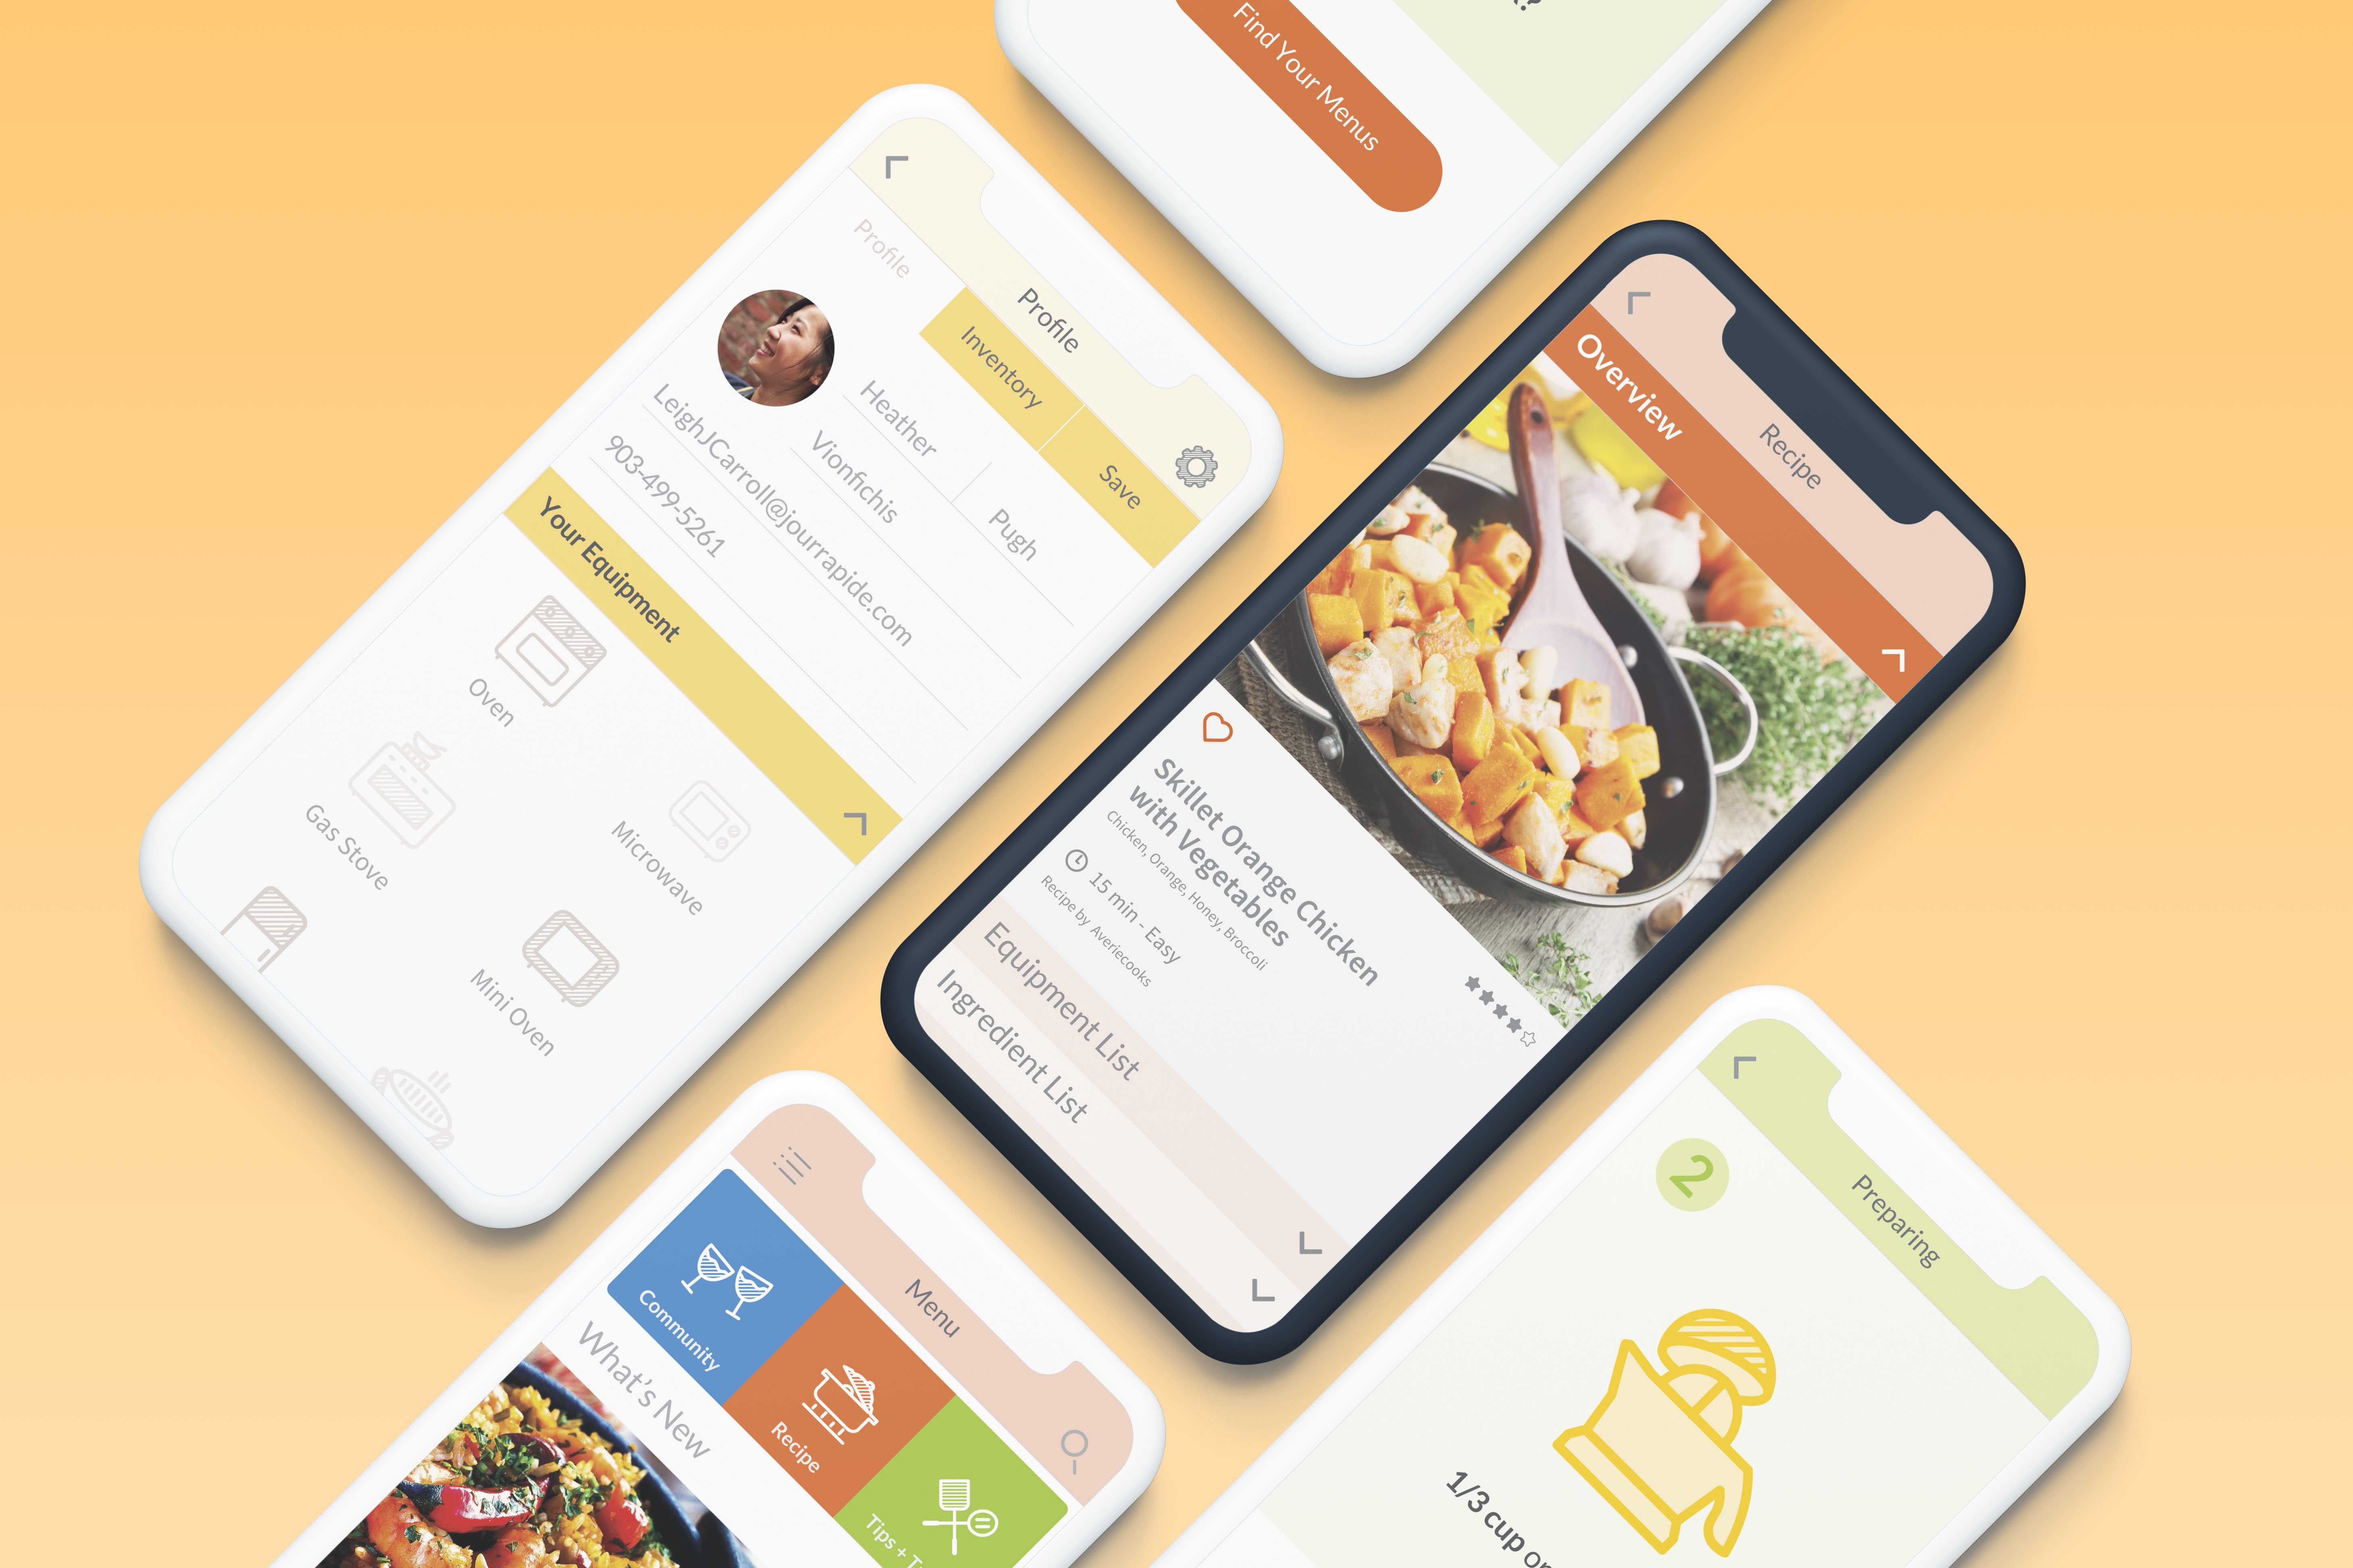 Find Your Menus
Profile
Profile
Inventory
Save
Heather
Pugh
Vionfichis
LeighJCarroll@jourrapide.com
903-499-5261
Your Equipment
Oven
Microwave
Gas Stove
Mini Oven
Recipe
Overview
Skillet Orange Chicken
with Vegetables
Chicken, Orange, Honey, Broccoli
15 min - Easy
Recipe by Averiecooks
Equipment List
Ingredient List
Menu
Community
Recipe
Tips +
What's New
Preparing
2
1/3 cup